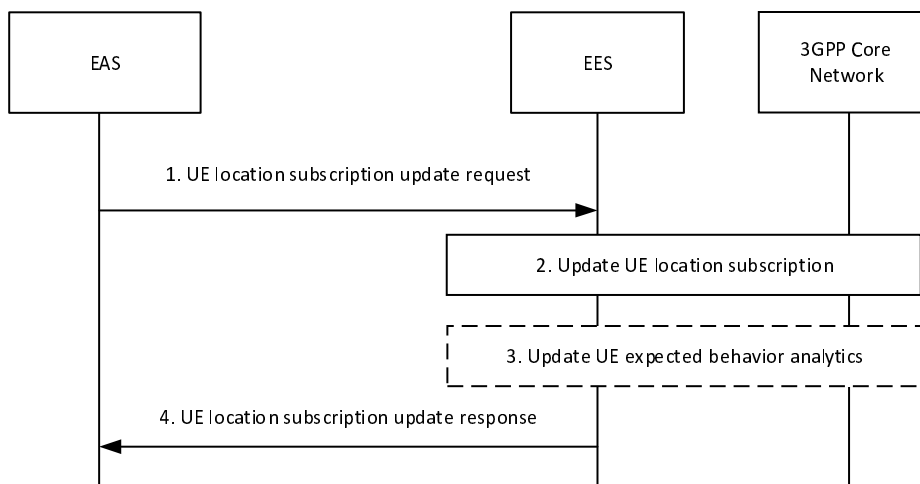 EAS
EES
3GPP Core
Network
1. UE location subscription update request
2. Update UE location subscription
3. Update UE expected behavior analytics
4. UE location subscription update response